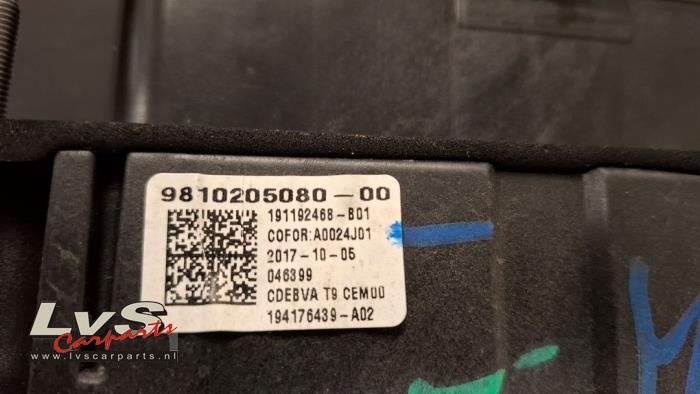 9810205080-00
191192468-B01
COFOR:A0024J01
2017-10-05
046399
CDEBVA T9 CEM00
194176439-A02
LvS
Carparts
www.lvscarparts.nl